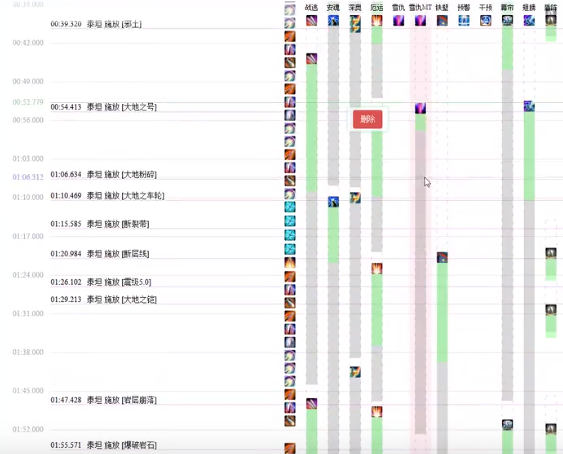 00:35.000
战逃 安魂 深奥 厄运 雪仇 雪仇MT 铁壁 预警 干预 幕帘 翅膀 盾阵
00:39.320 泰坦 施放 [邪土]
00:42.000
00:49.000
00:52.779
00:54.413 泰坦 施放 [大地之号]
00:56.000
删除
01:03.000
01:06.312
01:06.634 泰坦 施放 [大地粉碎]
01:10.000
01:10.469 泰坦 施放 [大地之车轮]
01:15.585 泰坦 施放 [断裂带]
01:17.000
01:20.984 泰坦 施放 [断层线]
01:24.000
01:26.102 泰坦 施放 [震级5.0]
01:29.213 泰坦 施放 [大地之铠]
01:31.000
01:38.000
01:45.000
01:47.428 泰坦 施放 [岩层崩落]
01:52.000
01:55.571 泰坦 施放 [爆破岩石]